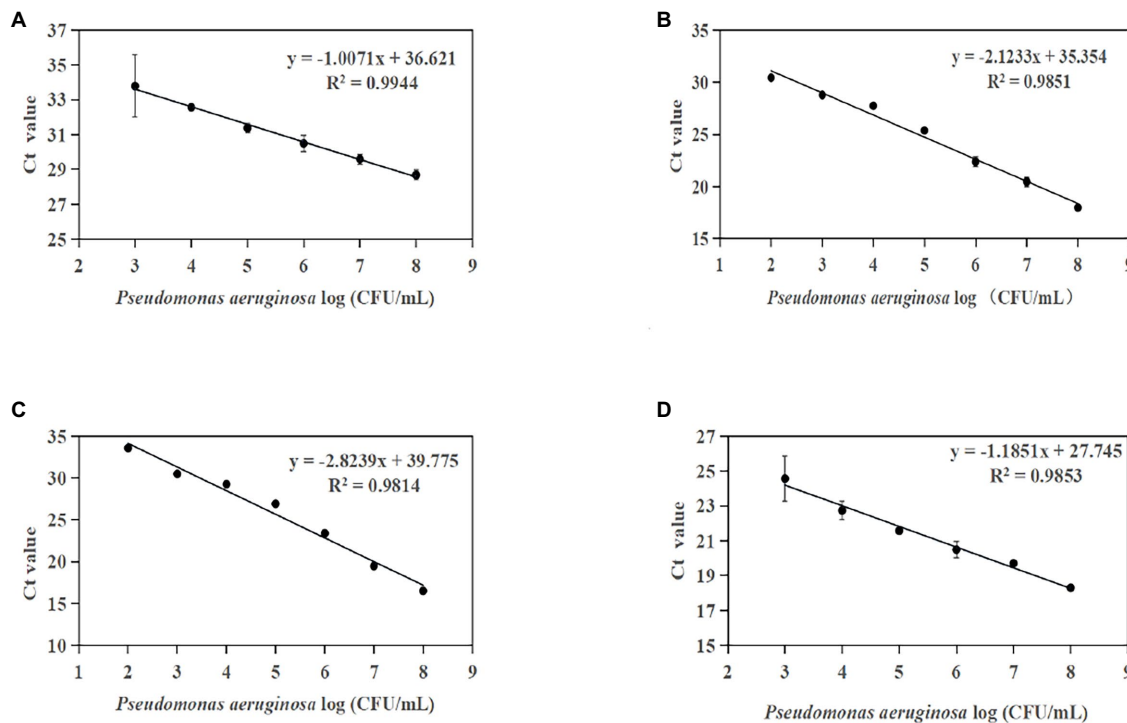 A
37
35
33
31
29
27
25
Ct value
y = -1.0071x + 36.621
R² = 0.9944
2 3 4 5 6 7 8 9
Pseudomonas aeruginosa log (CFU/mL)
B
35
30
25
20
15
Ct value
y = -2.1233x + 35.354
R² = 0.9851
1 2 3 4 5 6 7 8 9
Pseudomonas aeruginosa log （CFU/mL）
C
35
30
25
20
15
10
Ct value
y = -2.8239x + 39.775
R² = 0.9814
1 2 3 4 5 6 7 8 9
Pseudomonas aeruginosa log (CFU/mL)
D
27
25
23
21
19
17
15
Ct value
y = -1.1851x + 27.745
R² = 0.9853
2 3 4 5 6 7 8 9
Pseudomonas aeruginosa log (CFU/mL)